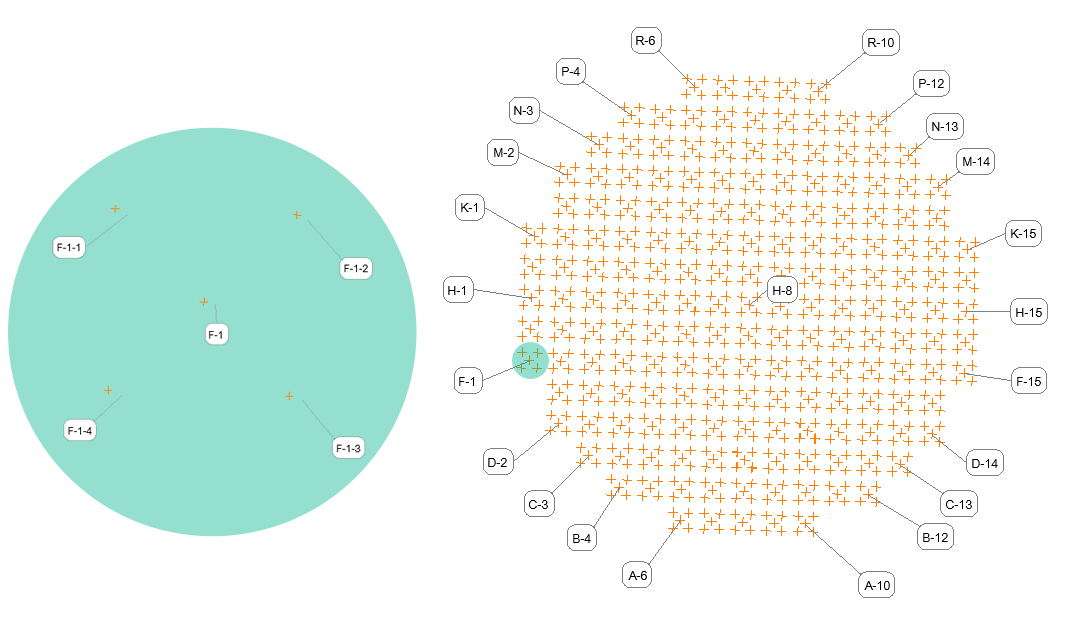 F-1-1
F-1-2
F-1
F-1-4
F-1-3
R-6
R-10
P-4
P-12
N-3
N-13
M-2
M-14
K-1
K-15
H-1
H-8
H-15
F-1
F-15
D-2
D-14
C-3
C-13
B-4
B-12
A-6
A-10